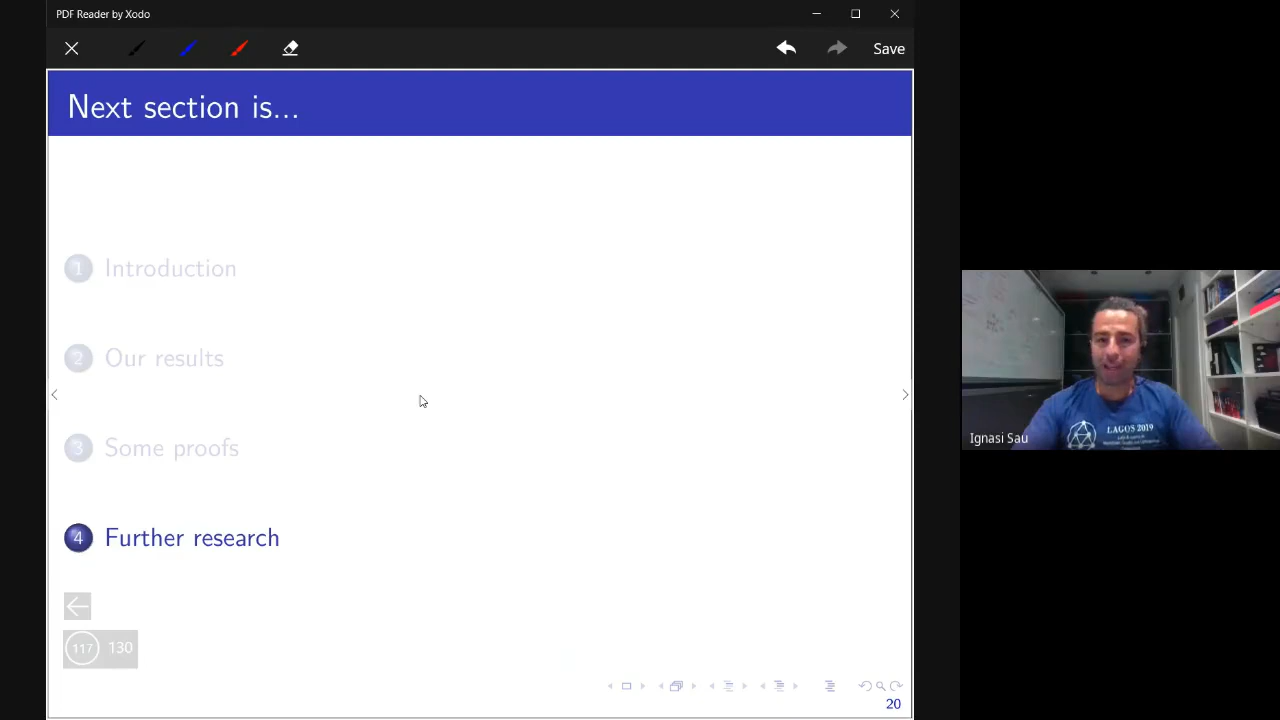 PDF Reader by Xodo
Save
Next section is...
1 Introduction
2 Our results
3 Some proofs
4 Further research
117 130
20
LAGOS 2019
Ignasi Sau